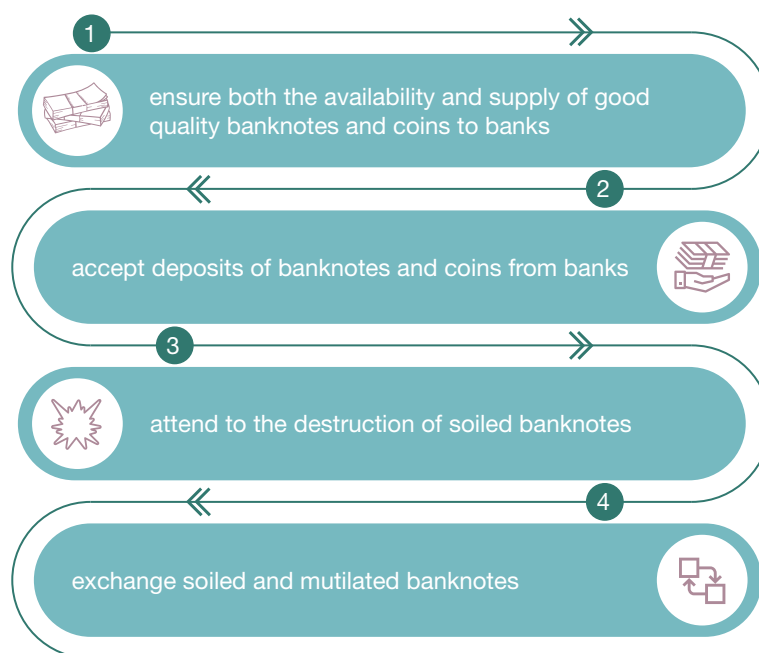 1
ensure both the availability and supply of good
quality banknotes and coins to banks
2
accept deposits of banknotes and coins from banks
3
attend to the destruction of soiled banknotes
4
exchange soiled and mutilated banknotes